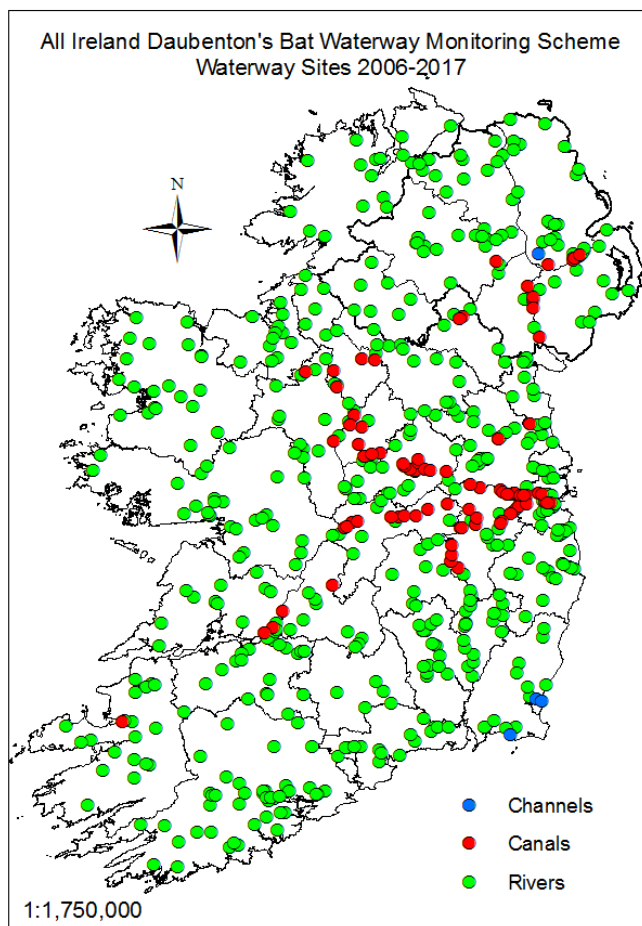 All Ireland Daubenton's Bat Waterway Monitoring Scheme
Waterway Sites 2006-2017
N
Channels
Canals
Rivers
1:1,750,000